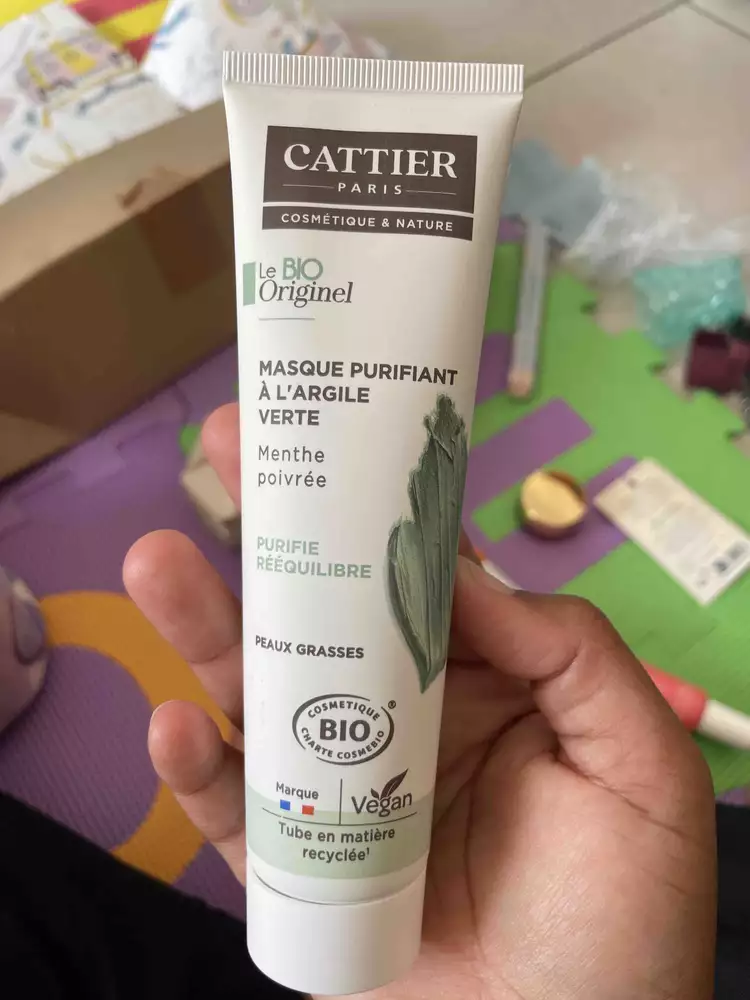 CATTIER
PARIS
COSMÉTIQUE & NATURE
Le BIO
Originel
MASQUE PURIFIANT
À L'ARGILE
VERTE
Menthe
poivrée
PURIFIE
RÉÉQUILIBRE
PEAUX GRASSES
COSMETIQUE ®
BIO
CHARTE COSMEBIO
Marque
Vegan
Tube en matière
recyclée¹